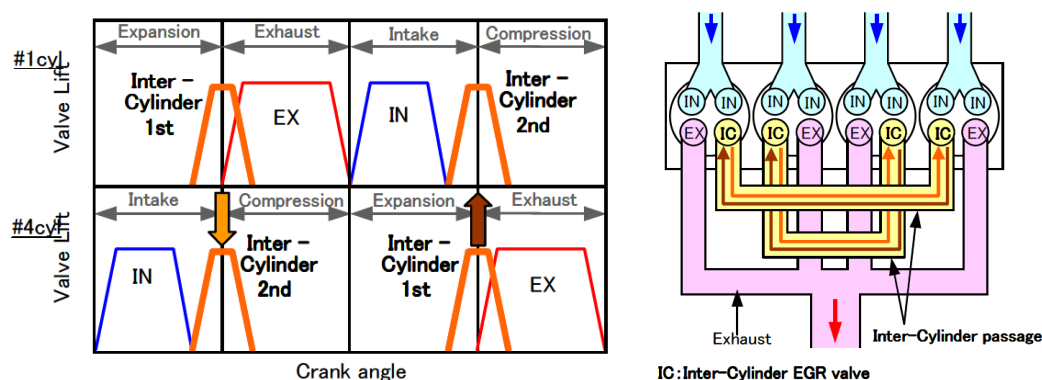 Expansion Exhaust Intake Compression
#1cyl
Valve Lift
Inter -
Cylinder
1st
EX
IN
Inter -
Cylinder
2nd
Intake Compression Expansion Exhaust
#4cyl
Valve Lift
IN
Inter -
Cylinder
2nd
Inter -
Cylinder
1st
EX
Crank angle
IN IN IN IN IN IN IN IN
EX IC IC EX EX IC IC EX
Exhaust
Inter-Cylinder passage
IC:Inter-Cylinder EGR valve